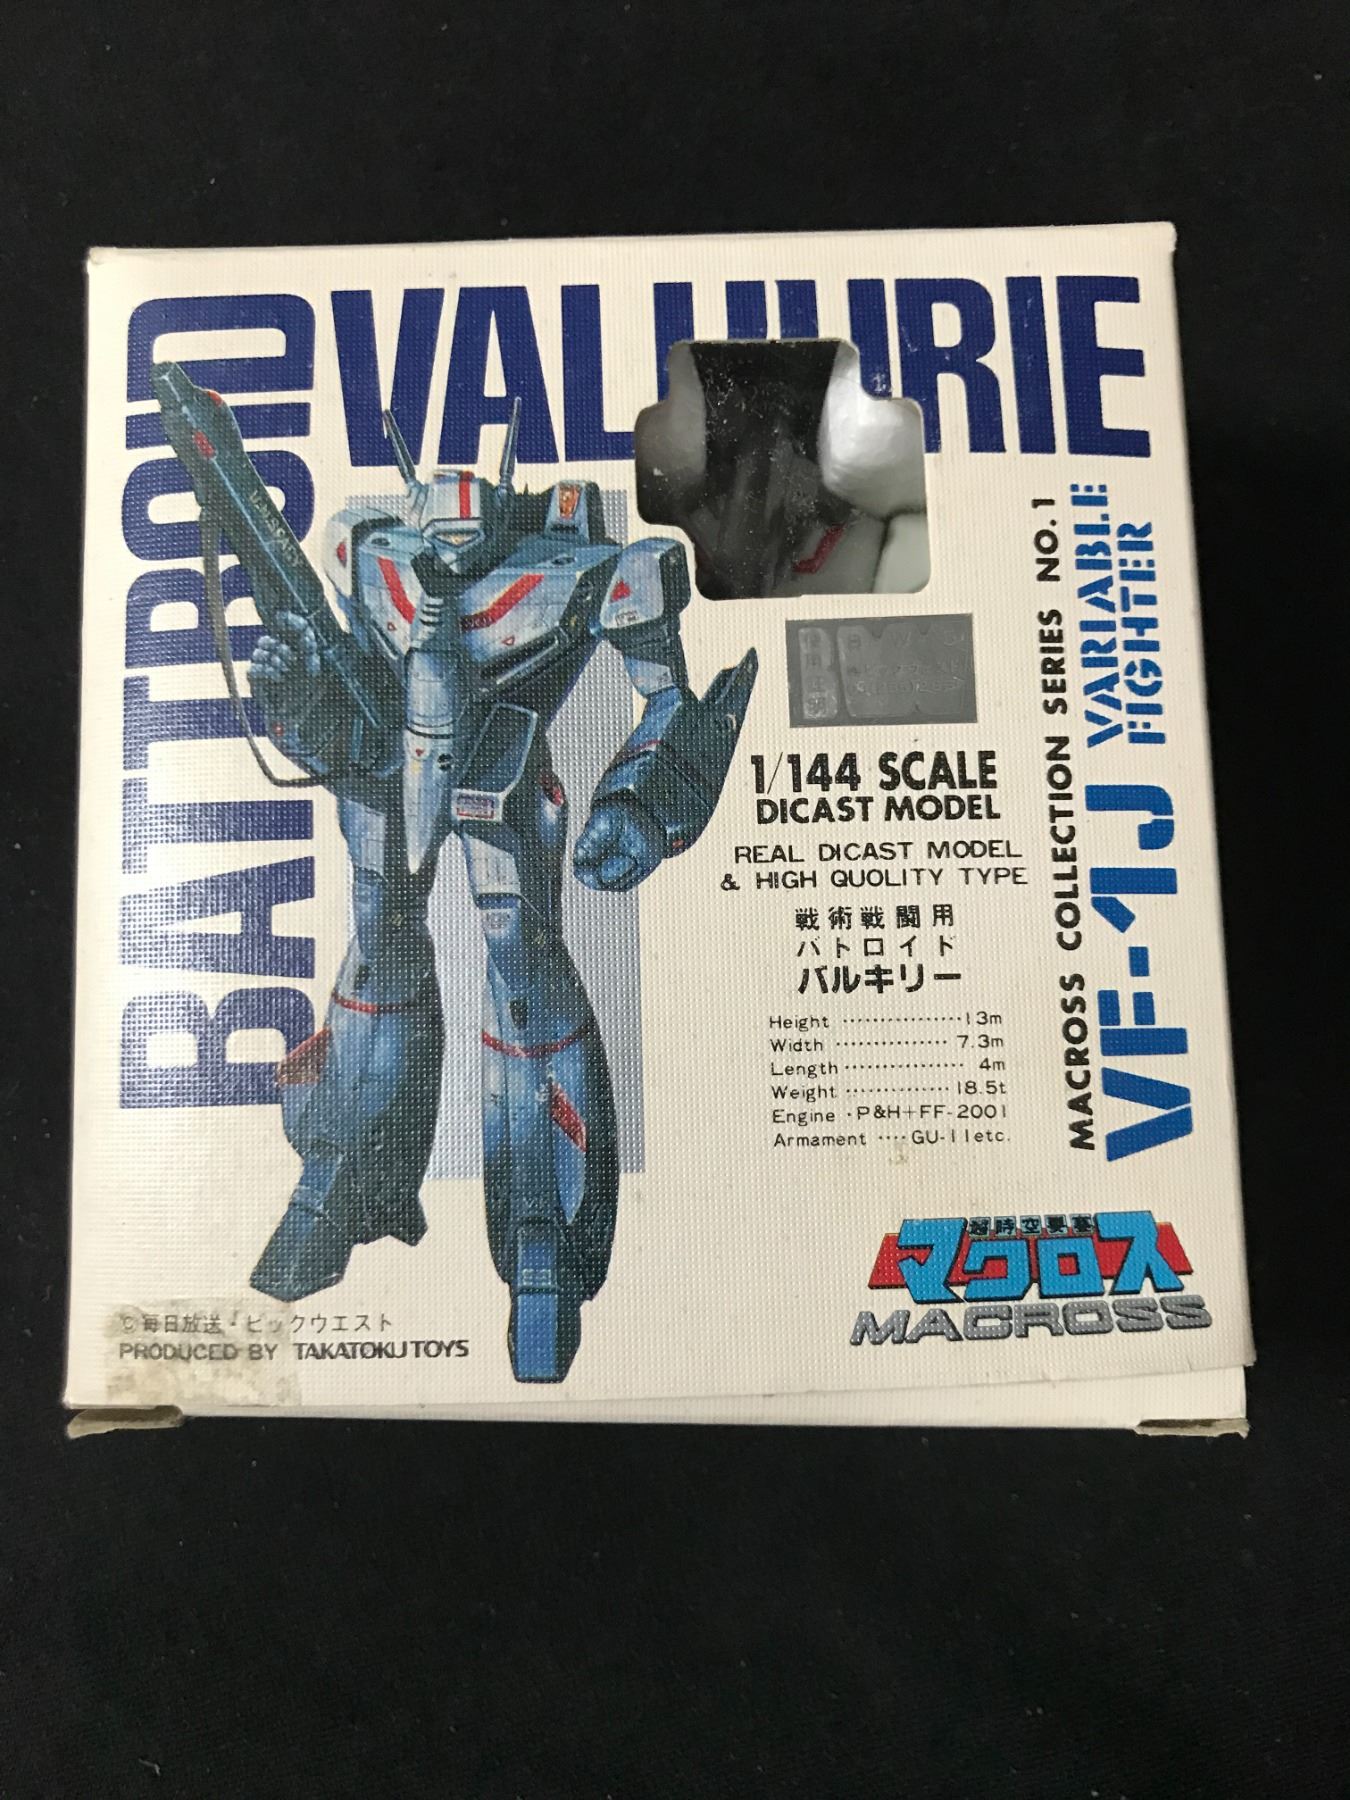 BATTROID
VALKURIE
1/144 SCALE
DICAST MODEL
REAL DICAST MODEL
& HIGH QUOLITY TYPE
戦術戦闘用
バトロイド
バルキリー
Height ················13m
Width ··············· 7.3m
Length ················ 4m
Weight ·············· 18.5t
Engine ·P&H+FF-2001
Armament ····GU-11etc.
MACROSS COLLECTION SERIES NO.1
VF-1J VARIABLE
FIGHTER
超時空要塞
マクロス
MACROSS
©毎日放送・ビックウエスト
PRODUCED BY TAKATOKU TOYS